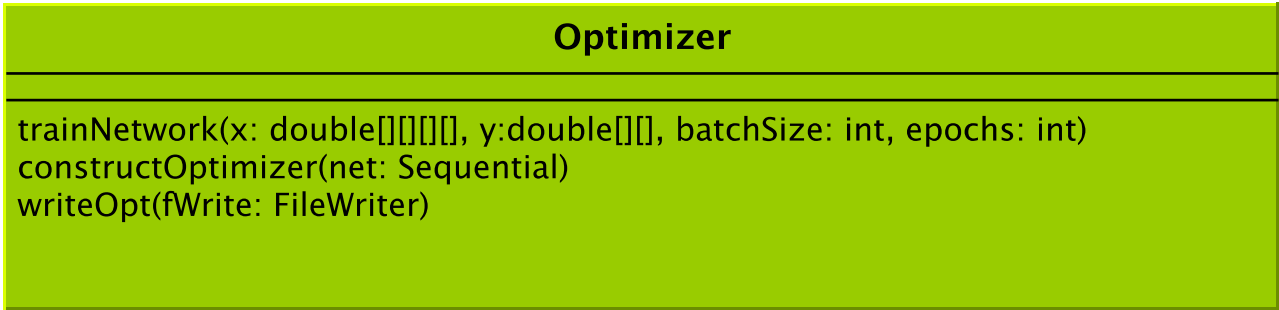 Optimizer
trainNetwork(x: double[][][][], y:double[][], batchSize: int, epochs: int)
constructOptimizer(net: Sequential)
writeOpt(fWrite: FileWriter)